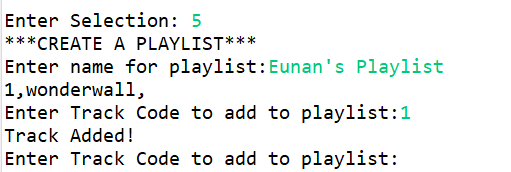 Enter Selection: 5
***CREATE A PLAYLIST***
Enter name for playlist:Eunan's Playlist
1,wonderwall,
Enter Track Code to add to playlist:1
Track Added!
Enter Track Code to add to playlist: